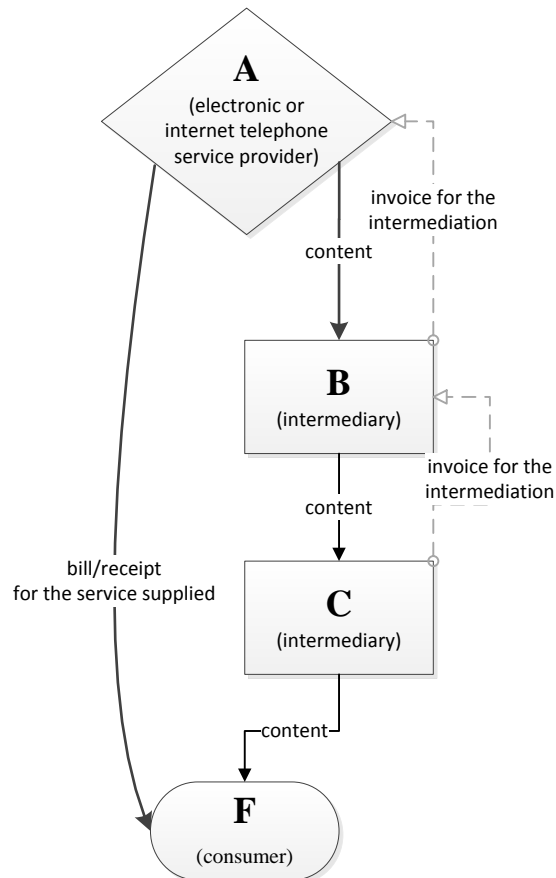 A
(electronic or
internet telephone
service provider)
invoice for the
intermediation
content
B
(intermediary)
invoice for the
intermediation
content
bill/receipt
for the service supplied
C
(intermediary)
content
F
(consumer)